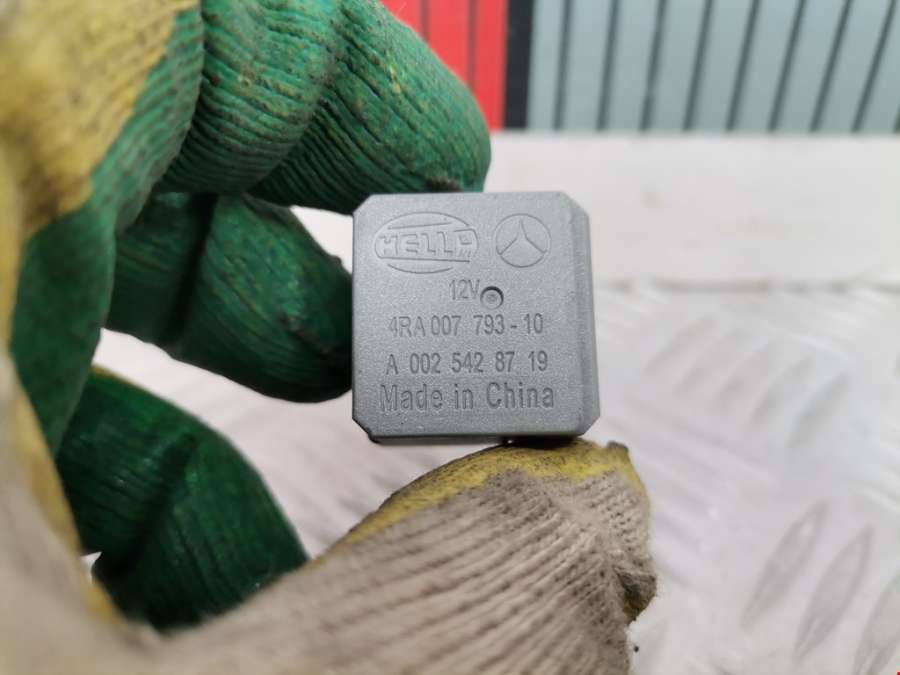 HELLA
12V
4RA 007 793-10
A 002 542 87 19
Made in China